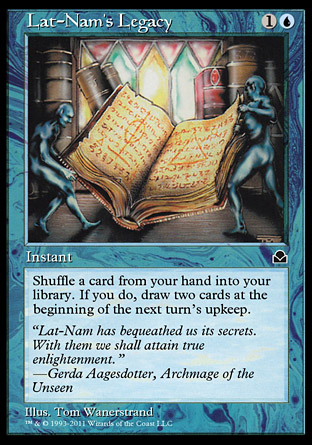 Lat-Nam's Legacy 1
Instant
Shuffle a card from your hand into your
library. If you do, draw two cards at the
beginning of the next turn's upkeep.
“Lat-Nam has bequeathed us its secrets.
With them we shall attain true
enlightenment.”
—Gerda Aagesdotter, Archmage of the
Unseen
Illus. Tom Wanerstrand
™ & © 1993-2011 Wizards of the Coast LLC